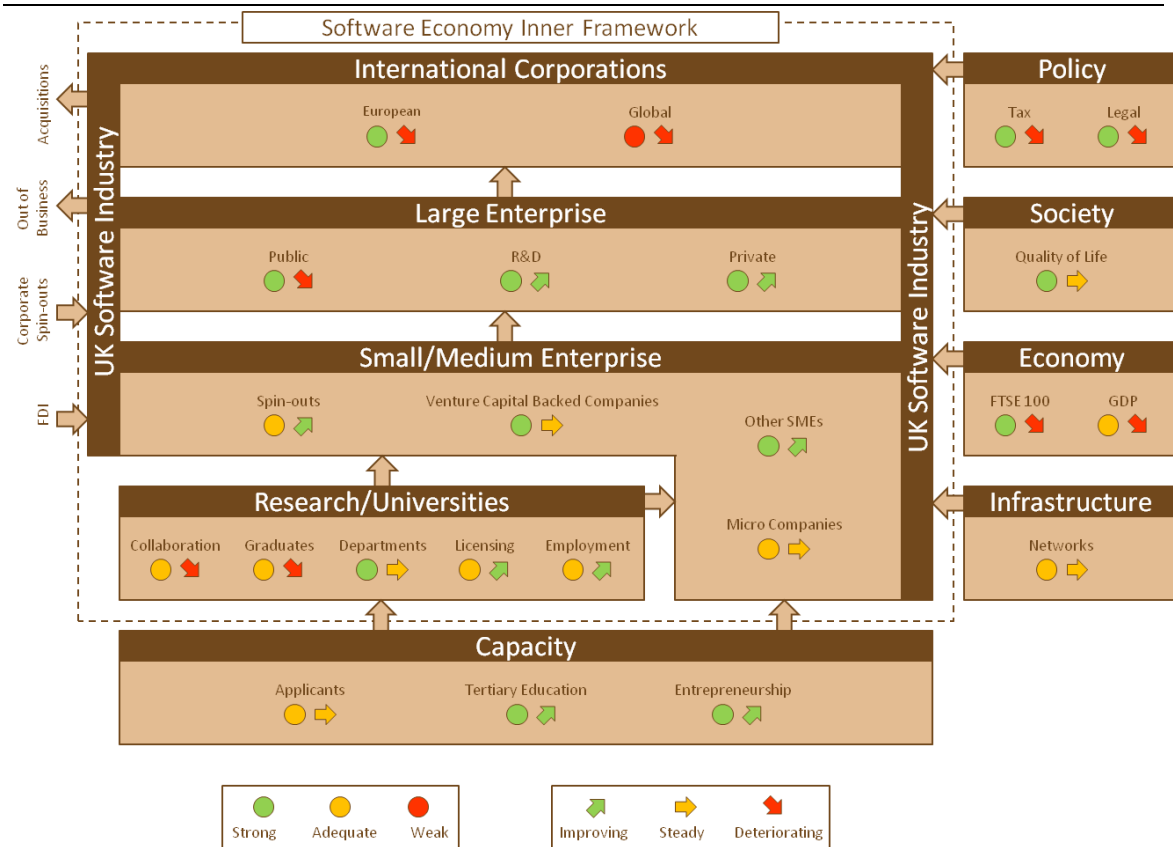 Software Economy Inner Framework
International Corporations
European
Global
Large Enterprise
Public
R&D
Private
Small/Medium Enterprise
Spin-outs
Venture Capital Backed Companies
Other SMEs
Micro Companies
Research/Universities
Collaboration
Graduates
Departments
Licensing
Employment
Capacity
Applicants
Tertiary Education
Entrepreneurship
UK Software Industry
UK Software Industry
Acquisitions
Out of
Business
Corporate
Spin-outs
FDI
Policy
Tax
Legal
Society
Quality of Life
Economy
FTSE 100
GDP
Infrastructure
Networks
Strong
Adequate
Weak
Improving
Steady
Deteriorating